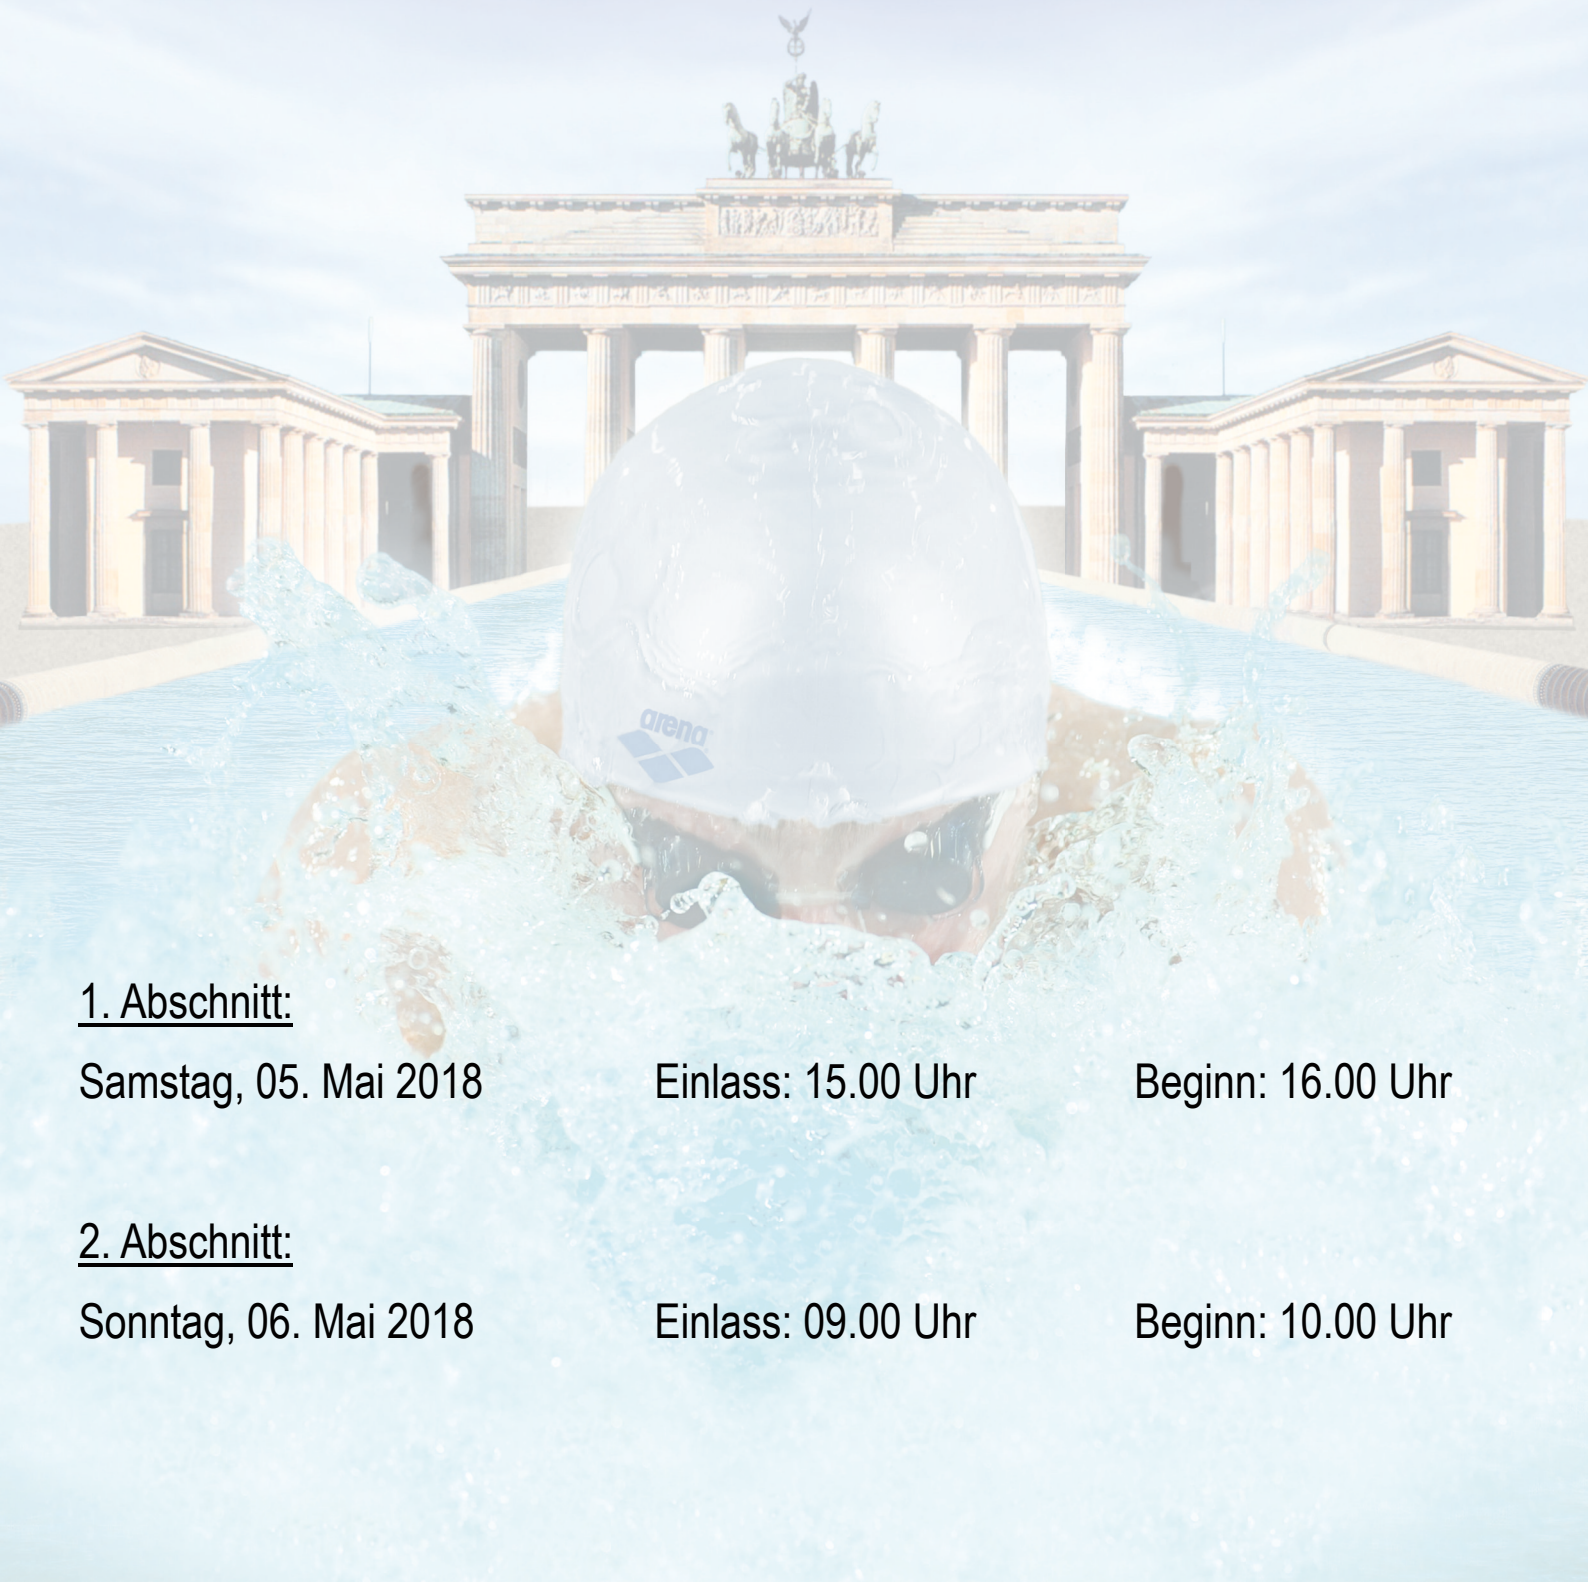 arena
1. Abschnitt:
Samstag, 05. Mai 2018 Einlass: 15.00 Uhr Beginn: 16.00 Uhr
2. Abschnitt:
Sonntag, 06. Mai 2018 Einlass: 09.00 Uhr Beginn: 10.00 Uhr